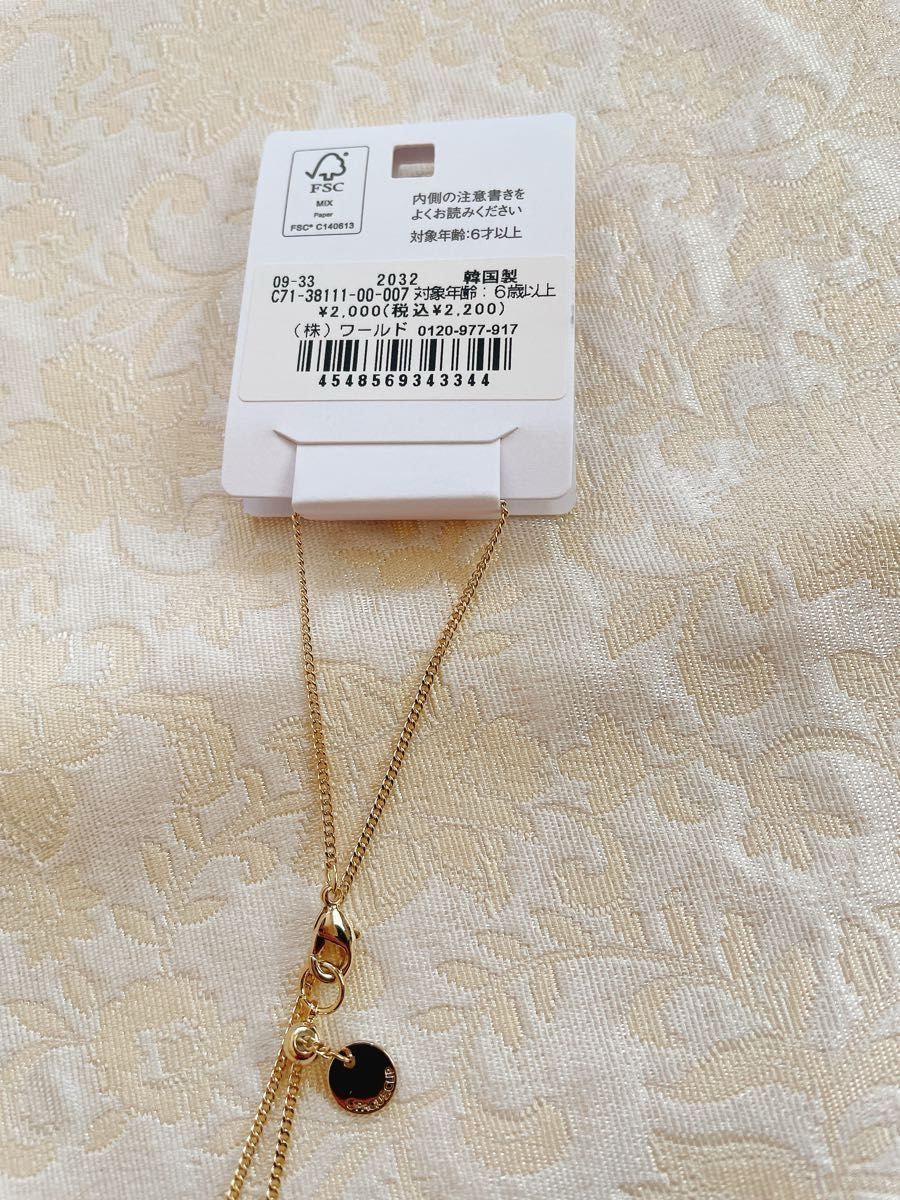 FSC
MIX
Paper
FSC® C140613
内側の注意書きを
よくお読みください
対象年齢:6才以上
09-33 2032 韓国製
C71-38111-00-007 対象年齢：6歳以上
¥2,000(税込¥2,200)
（株）ワールド 0120-977-917
4548569343344